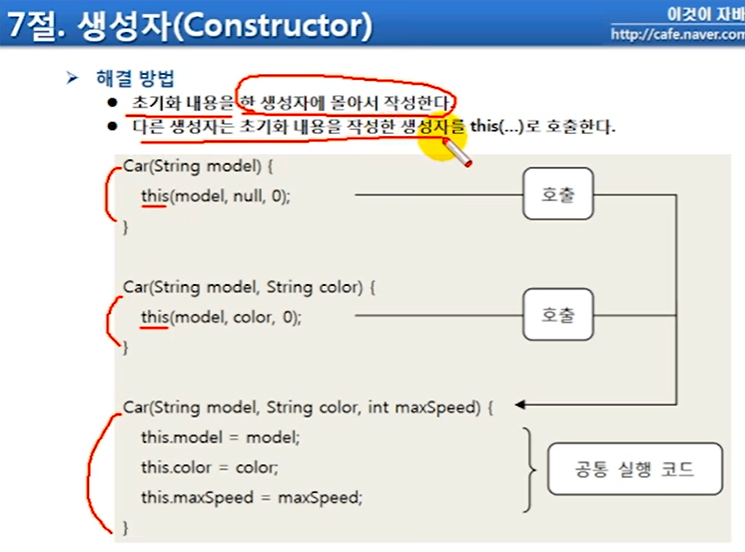 7절. 생성자(Constructor)
이것이 자바
http://cafe.naver.com
➢ 해결 방법
● 초기화 내용을 한 생성자에 몰아서 작성한다.
● 다른 생성자는 초기화 내용을 작성한 생성자를 this(...)로 호출한다.
Car(String model) {
this(model, null, 0);
호출
}
Car(String model, String color) {
this(model, color, 0);
호출
}
Car(String model, String color, int maxSpeed) {
this.model = model;
this.color = color;
공통 실행 코드
this.maxSpeed = maxSpeed;
}